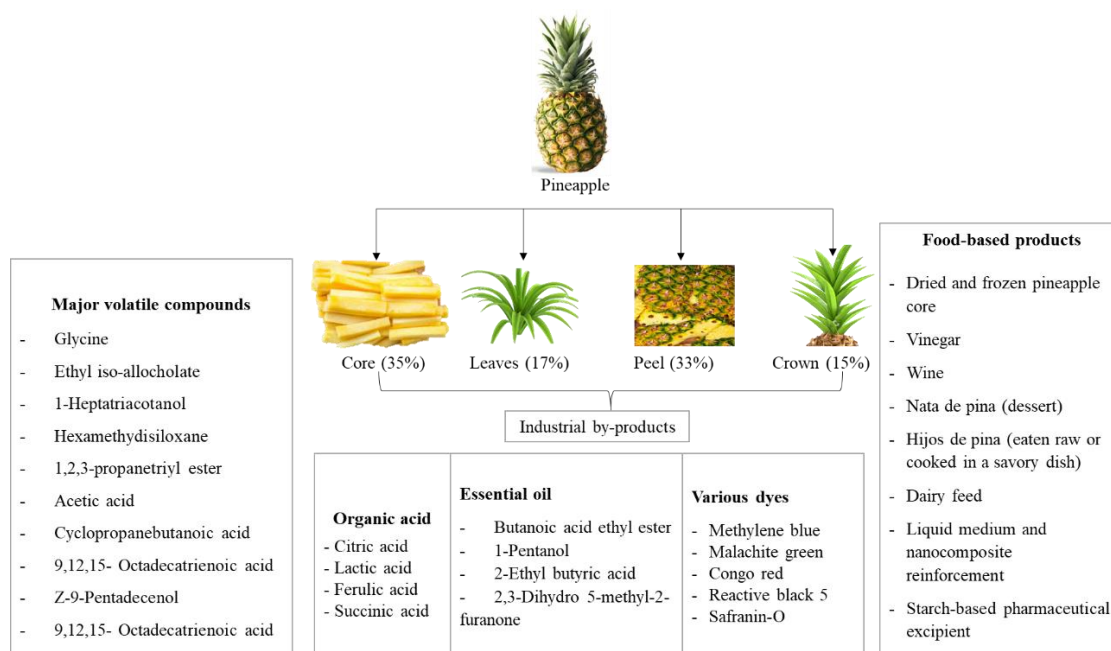 Pineapple
Core (35%)
Leaves (17%)
Peel (33%)
Crown (15%)
Industrial by-products
Major volatile compounds
- Glycine
- Ethyl iso-allocholate
- 1-Heptatriacotanol
- Hexamethydisiloxane
- 1,2,3-propanetriyl ester
- Acetic acid
- Cyclopropanebutanoic acid
- 9,12,15- Octadecatrienoic acid
- Z-9-Pentadecenol
- 9,12,15- Octadecatrienoic acid
Organic acid
- Citric acid
- Lactic acid
- Ferulic acid
- Succinic acid
Essential oil
- Butanoic acid ethyl ester
- 1-Pentanol
- 2-Ethyl butyric acid
- 2,3-Dihydro 5-methyl-2-
furanone
Various dyes
- Methylene blue
- Malachite green
- Congo red
- Reactive black 5
- Safranin-O
Food-based products
- Dried and frozen pineapple
core
- Vinegar
- Wine
- Nata de pina (dessert)
- Hijos de pina (eaten raw or
cooked in a savory dish)
- Dairy feed
- Liquid medium and
nanocomposite
reinforcement
- Starch-based pharmaceutical
excipient